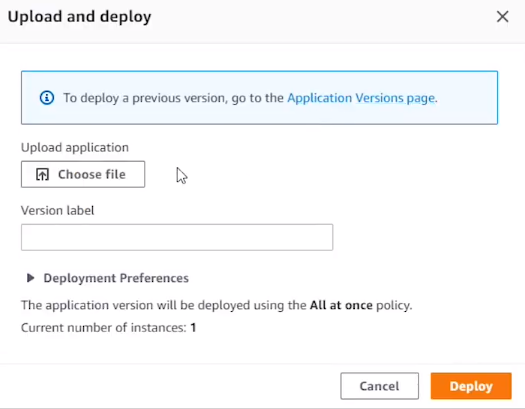 Upload and deploy
To deploy a previous version, go to the Application Versions page.
Upload application
Choose file
Version label
Deployment Preferences
The application version will be deployed using the All at once policy.
Current number of instances: 1
Cancel
Deploy